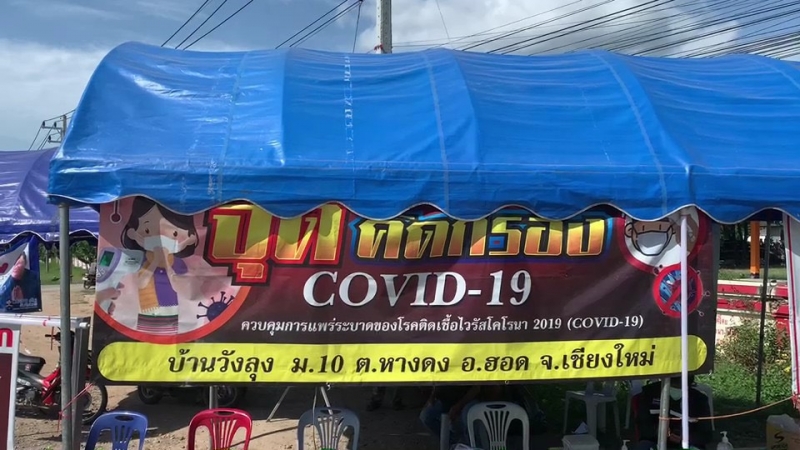 จุดคัดกรอง
COVID-19
ควบคุมการแพร่ระบาดของโรคติดเชื้อไวรัสโคโรนา 2019 (COVID-19)
บ้านวังลุง ม.10 ต.หางดง อ.ฮอด จ.เชียงใหม่